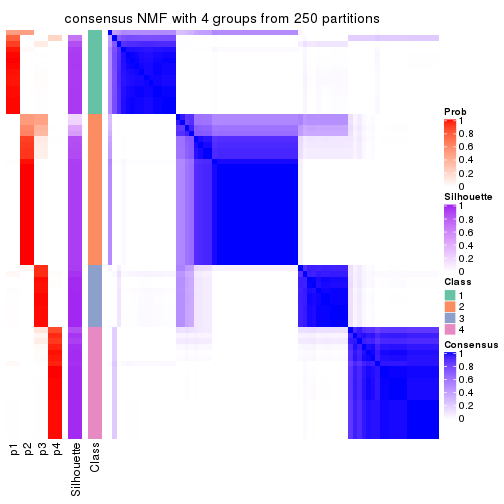 consensus NMF with 4 groups from 250 partitions
Prob
1
0.8
0.6
0.4
0.2
0
Silhouette
1
0.8
0.6
0.4
0.2
0
Class
1
2
3
4
Consensus
1
0.8
0.6
0.4
0.2
0
p1
p2
p3
p4
Silhouette
Class